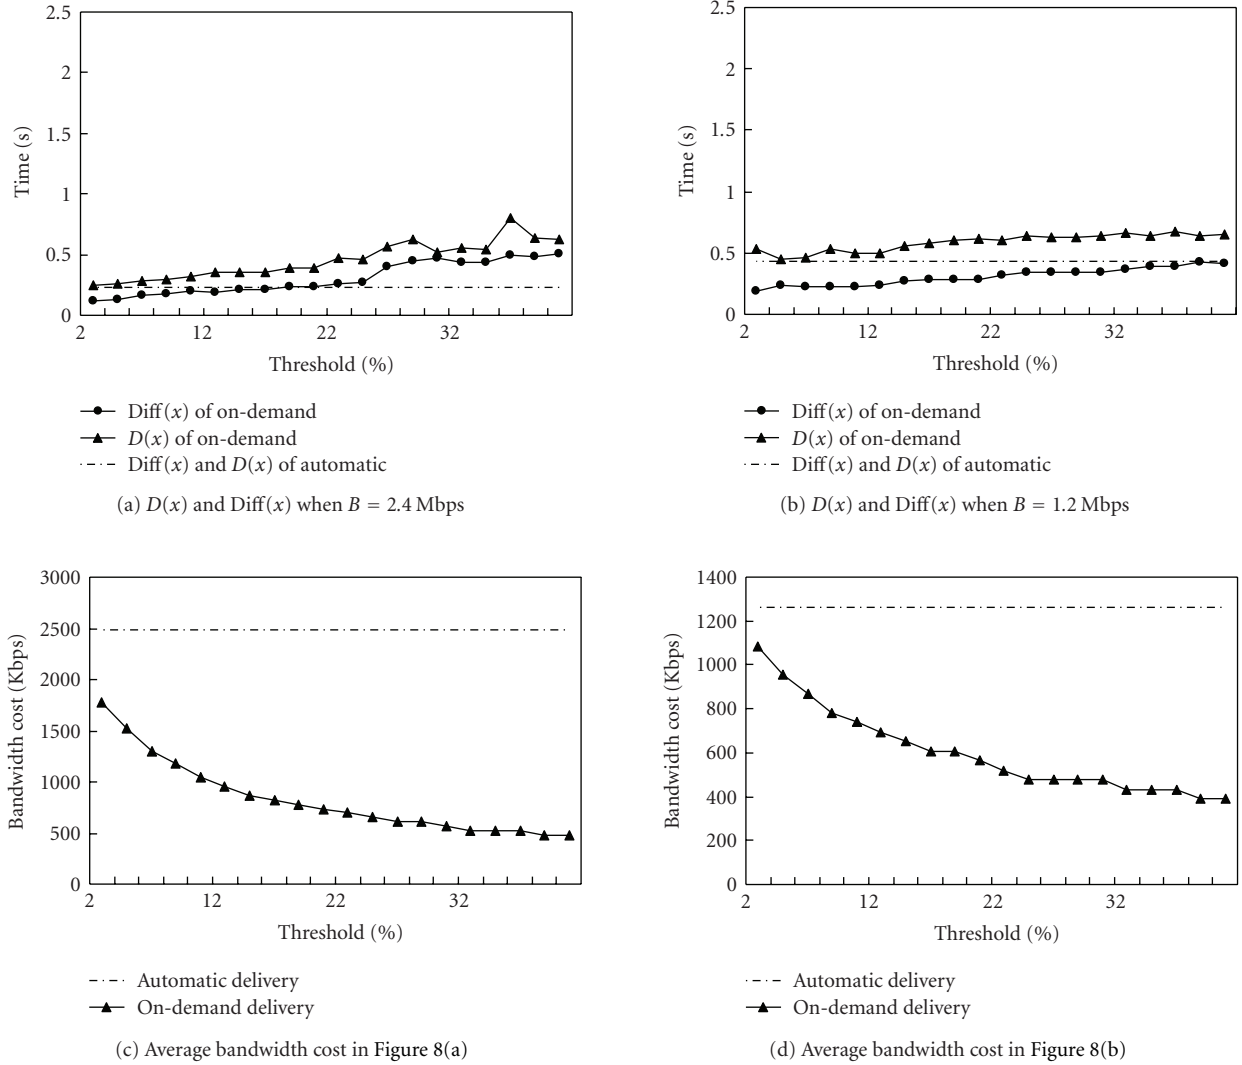 2.5
2
1.5
1
0.5
0
Time (s)
2 12 22 32
Threshold (%)
Diff(x) of on-demand
D(x) of on-demand
Diff(x) and D(x) of automatic
(a) D(x) and Diff(x) when B = 2.4 Mbps
2.5
2
1.5
1
0.5
0
Time (s)
2 12 22 32
Threshold (%)
Diff(x) of on-demand
D(x) of on-demand
Diff(x) and D(x) of automatic
(b) D(x) and Diff(x) when B = 1.2 Mbps
3000
2500
2000
1500
1000
500
0
Bandwidth cost (Kbps)
2 12 22 32
Threshold (%)
Automatic delivery
On-demand delivery
(c) Average bandwidth cost in Figure 8(a)
1400
1200
1000
800
600
400
200
0
Bandwidth cost (Kbps)
2 12 22 32
Threshold (%)
Automatic delivery
On-demand delivery
(d) Average bandwidth cost in Figure 8(b)